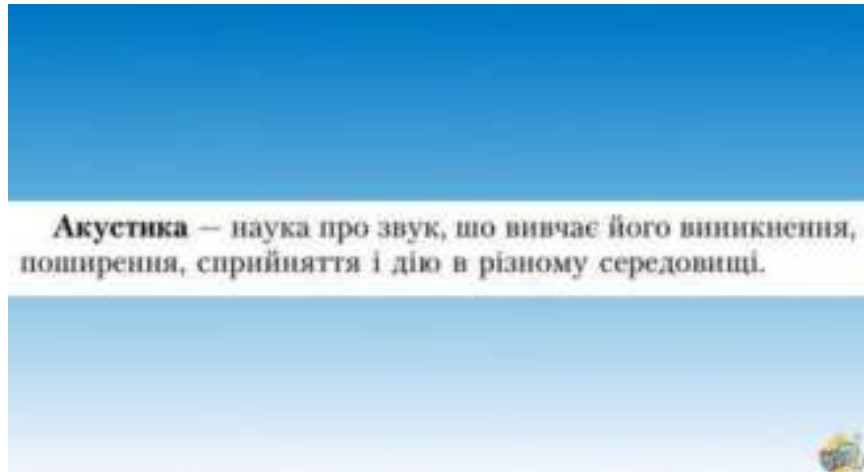 Акустика — наука про звук, що вивчає його виникнення,
поширення, сприйняття і дію в різному середовищі.